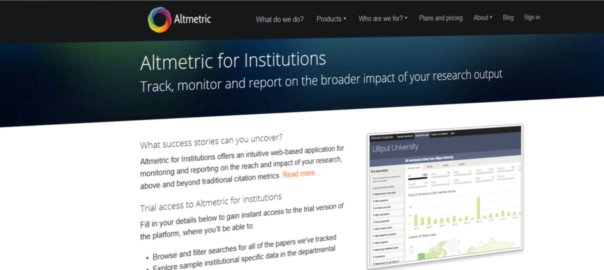 Altmetric
What do we do? Products Who are we for? Plans and pricing About Blog Sign in
Altmetric for Institutions
Track, monitor and report on the broader impact of your research output
What success stories can you uncover?
Altmetric for Institutions offers an intuitive web-based application for
monitoring and reporting on the reach and impact of your research,
above and beyond traditional citation metrics. Read more...
Trial access to Altmetric for Institutions
Fill in your details below to gain instant access to the trial version of
the platform, where you'll be able to:
• Browse and filter searches for all of the papers we've tracked
• Explore sample institutional specific data in the departmental
Lilliput University